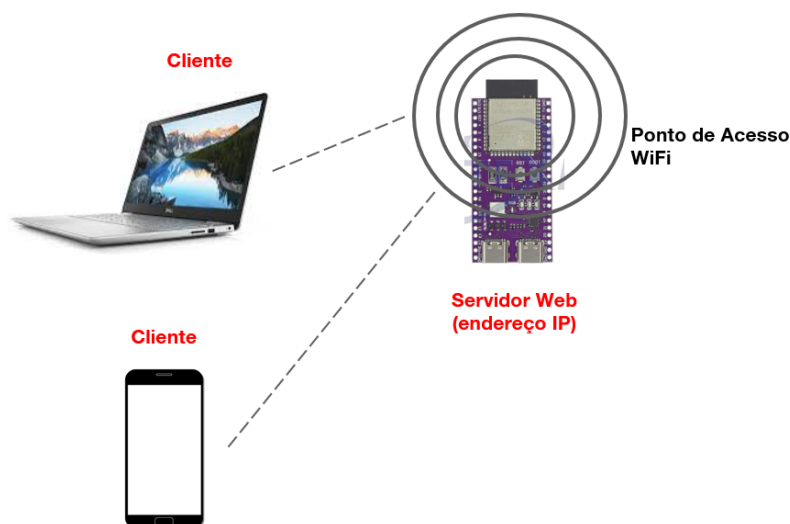 Cliente
Ponto de Acesso
WiFi
Servidor Web
(endereço IP)
Cliente